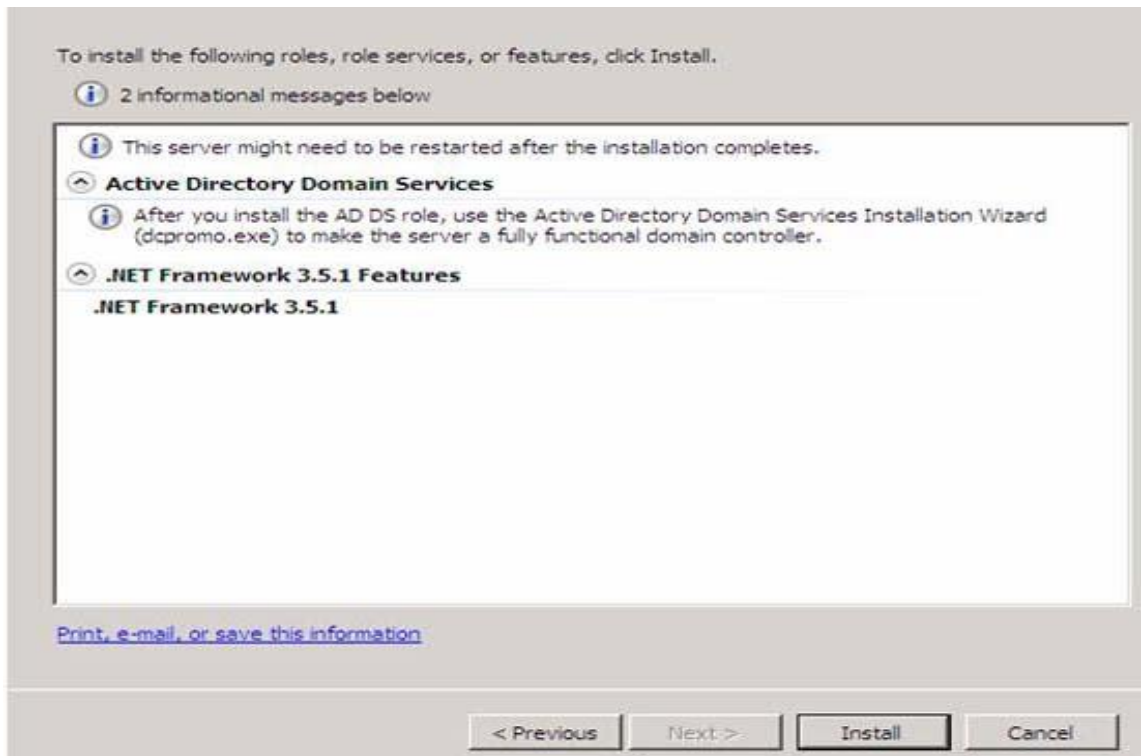 To install the following roles, role services, or features, click Install.
2 informational messages below
This server might need to be restarted after the installation completes.
Active Directory Domain Services
After you install the AD DS role, use the Active Directory Domain Services Installation Wizard
(dcpromo.exe) to make the server a fully functional domain controller.
.NET Framework 3.5.1 Features
.NET Framework 3.5.1
Print, e-mail, or save this information
< Previous Next > Install Cancel